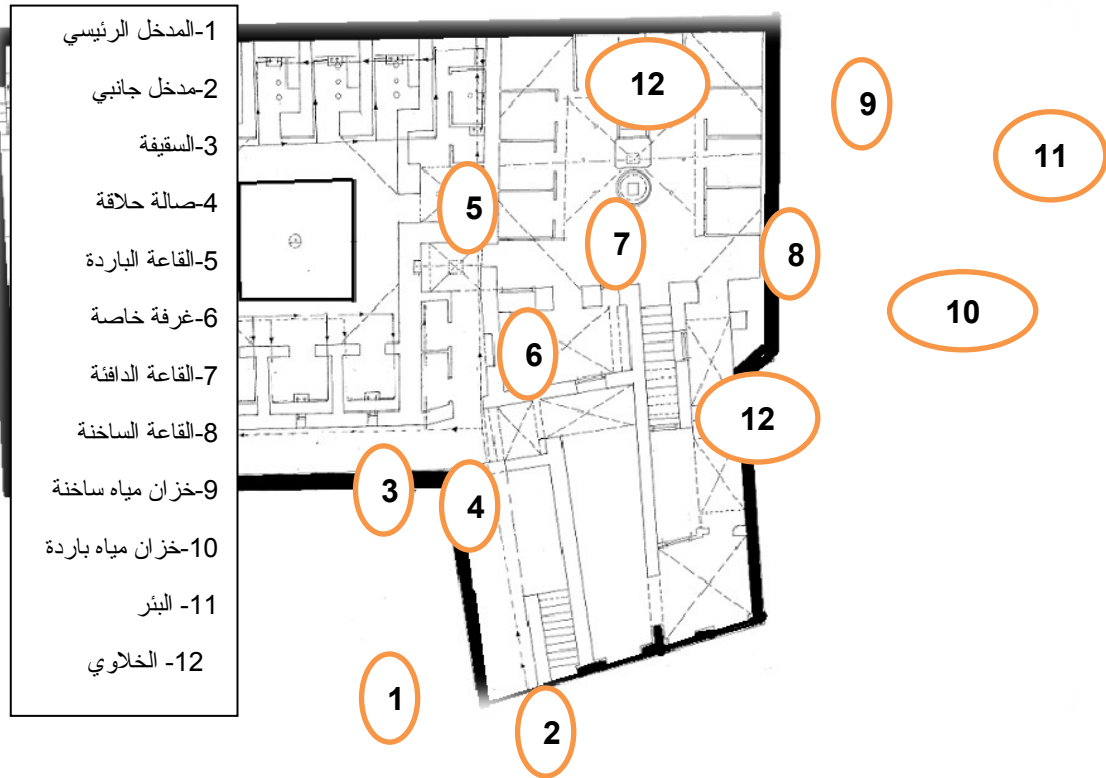 1-المدخل الرئيسي
2-مدخل جانبي
3-السقيفة
4-صالة حلاقة
5-القاعة الباردة
6-غرفة خاصة
7-القاعة الدافئة
8-القاعة الساخنة
9-خزان مياه ساخنة
10-خزان مياه باردة
11- البئر
12- الخلاوي
12
9
11
5
7
8
10
6
12
3
4
1
2